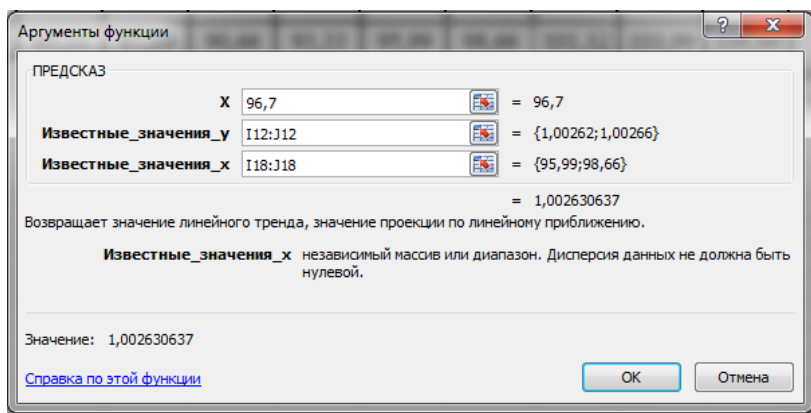 Аргументы функции
ПРЕДСКАЗ
X 96,7 = 96,7
Известные_значения_y I12:J12 = {1,00262;1,00266}
Известные_значения_x I18:J18 = {95,99;98,66}
= 1,002630637
Возвращает значение линейного тренда, значение проекции по линейному приближению.
Известные_значения_x независимый массив или диапазон. Дисперсия данных не должна быть
нулевой.
Значение: 1,002630637
Справка по этой функции
OK Отмена